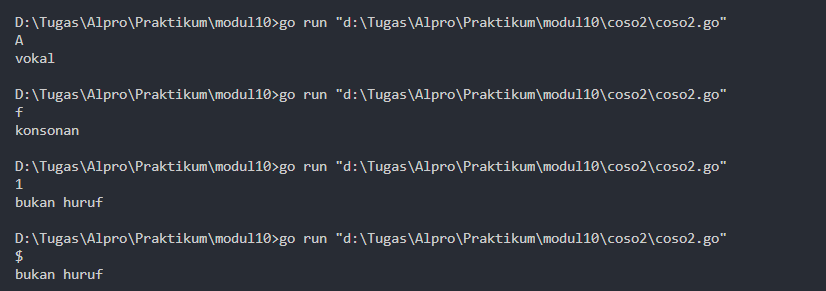 D:\Tugas\Alpro\Praktikum\modul10>go run "d:\Tugas\Alpro\Praktikum\modul10\coso2\coso2.go"
A
vokal
D:\Tugas\Alpro\Praktikum\modul10>go run "d:\Tugas\Alpro\Praktikum\modul10\coso2\coso2.go"
f
konsonan
D:\Tugas\Alpro\Praktikum\modul10>go run "d:\Tugas\Alpro\Praktikum\modul10\coso2\coso2.go"
1
bukan huruf
D:\Tugas\Alpro\Praktikum\modul10>go run "d:\Tugas\Alpro\Praktikum\modul10\coso2\coso2.go"
$
bukan huruf